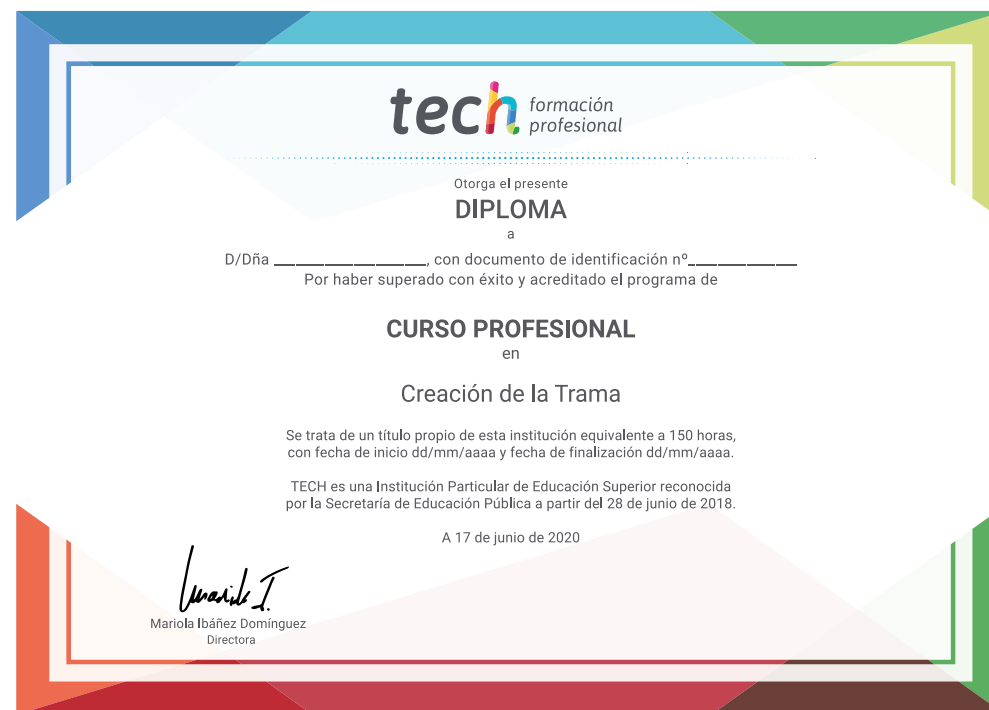 tech formación
profesional
Otorga el presente
DIPLOMA
a
D/Dña ______________, con documento de identificación nº__________
Por haber superado con éxito y acreditado el programa de
CURSO PROFESIONAL
en
Creación de la Trama
Se trata de un título propio de esta institución equivalente a 150 horas,
con fecha de inicio dd/mm/aaaa y fecha de finalización dd/mm/aaaa.
TECH es una Institución Particular de Educación Superior reconocida
por la Secretaría de Educación Pública a partir del 28 de junio de 2018.
A 17 de junio de 2020
Mariola Ibáñez Domínguez
Directora